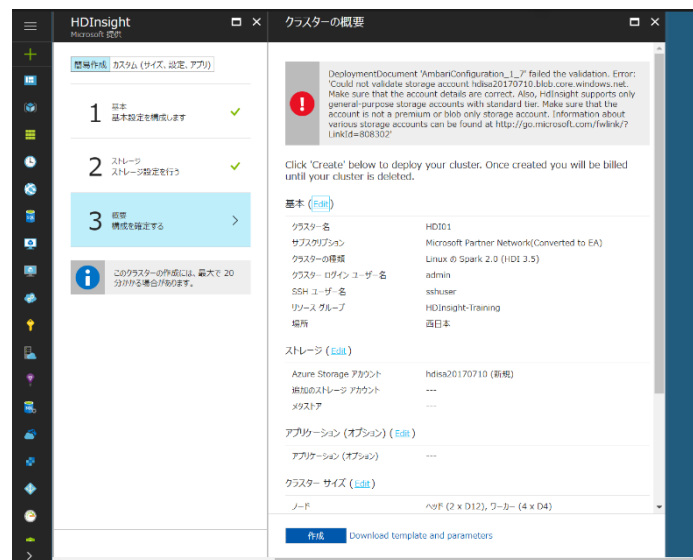 HDInsight
Microsoft 提供
クラスターの概要
簡易作成 カスタム (サイズ、設定、アプリ)
1 基本
基本設定を構成します
2 ストレージ
ストレージ設定を行う
3 概要
構成を確定する
このクラスターの作成には、最大で 20
分かかる場合があります。
DeploymentDocument 'AmbariConfiguration_1_7' failed the validation. Error:
'Could not validate storage account hdisa20170710.blob.core.windows.net.
Make sure that the account details are correct. Also, HdInsight supports only
general-purpose storage accounts with standard tier. Make sure that the
account is not a premium or blob only storage account. Information about
various storage accounts can be found at http://go.microsoft.com/fwlink/?
LinkId=808302'
Click 'Create' below to deploy your cluster. Once created you will be billed
until your cluster is deleted.
基本 (Edit)
クラスター名 HDI01
サブスクリプション Microsoft Partner Network(Converted to EA)
クラスターの種類 Linux の Spark 2.0 (HDI 3.5)
クラスター ログイン ユーザー名 admin
SSH ユーザー名 sshuser
リソース グループ HDInsight-Training
場所 西日本
ストレージ (Edit)
Azure Storage アカウント hdisa20170710 (新規)
追加のストレージ アカウント ---
メタストア ---
アプリケーション (オプション) (Edit)
アプリケーション (オプション) ---
クラスター サイズ (Edit)
ノード ヘッド (2 x D12), ワーカー (4 x D4)
作成 Download template and parameters